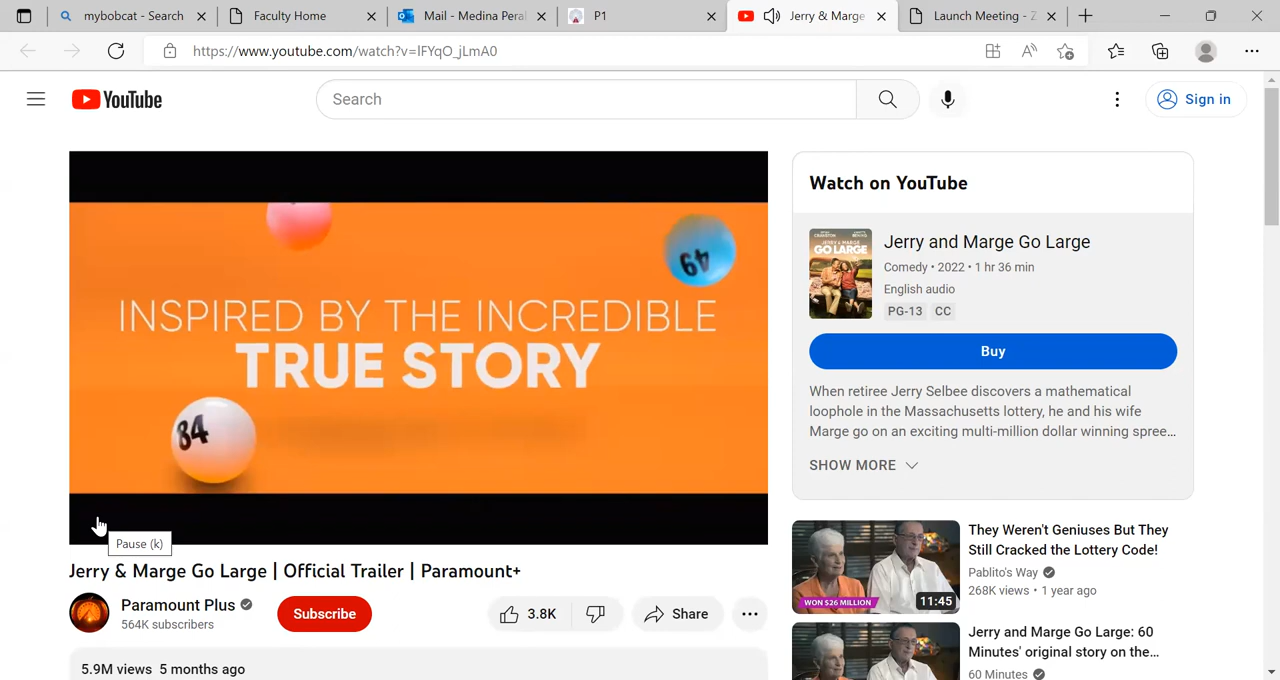 mybobcat - Search
Faculty Home
Mail - Medina Pera
P1
Jerry & Marge
Launch Meeting - Z
https://www.youtube.com/watch?v=lFYqO_jLmA0
YouTube
Search
Sign in
INSPIRED BY THE INCREDIBLE
TRUE STORY
49
84
Pause (k)
Jerry & Marge Go Large | Official Trailer | Paramount+
Paramount Plus
564K subscribers
Subscribe
3.8K
Share
5.9M views 5 months ago
Watch on YouTube
GO LARGE
Jerry and Marge Go Large
Comedy • 2022 • 1 hr 36 min
English audio
PG-13 CC
Buy
When retiree Jerry Selbee discovers a mathematical
loophole in the Massachusetts lottery, he and his wife
Marge go on an exciting multi-million dollar winning spree...
SHOW MORE
WON $26 MILLION
11:45
They Weren't Geniuses But They
Still Cracked the Lottery Code!
Pablito's Way
268K views • 1 year ago
Jerry and Marge Go Large: 60
Minutes' original story on the...
60 Minutes